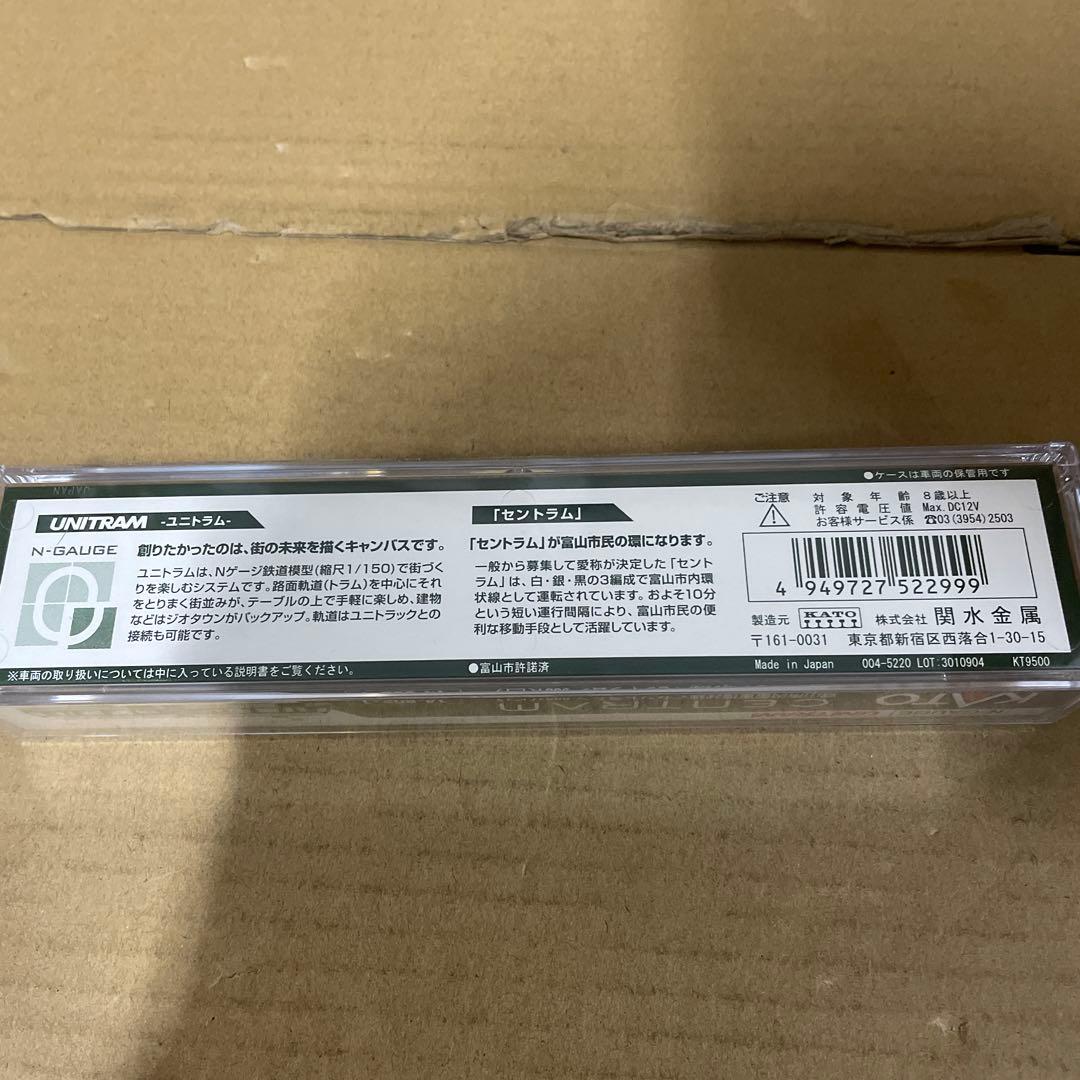 JAPAN
●ケースは車両の保管用です
UNITRAM -ユニトラム-
N-GAUGE
創りたかったのは、街の未来を描くキャンバスです。
ユニトラムは、Nゲージ鉄道模型(縮尺1/150)で街づく
りを楽しむシステムです。路面軌道(トラム)を中心にそれ
をとりまく街並みが、テーブルの上で手軽に楽しめ、建物
などはジオタウンがバックアップ。軌道はユニトラックとの
接続も可能です。
※車両の取り扱いについては中に入っている説明書をご覧ください。
「セントラム」
「セントラム」が富山市民の環になります。
一般から募集して愛称が決定した「セント
ラム」は、白・銀・黒の3編成で富山市内環
状線として運転されています。およそ10分
という短い運行間隔により、富山市民の便
利な移動手段として活躍しています。
●富山市許諾済
ご注意 対象年齢 8歳以上
許容電圧値 Max.DC12V
お客様サービス係 ☎03(3954)2503
4 949727 522999
製造元 KATO 株式会社 関水金属
〒161-0031 東京都新宿区西落合1-30-15
Made in Japan 004-5220 LOT:3010904 KT9500
KATO
CENTRAM